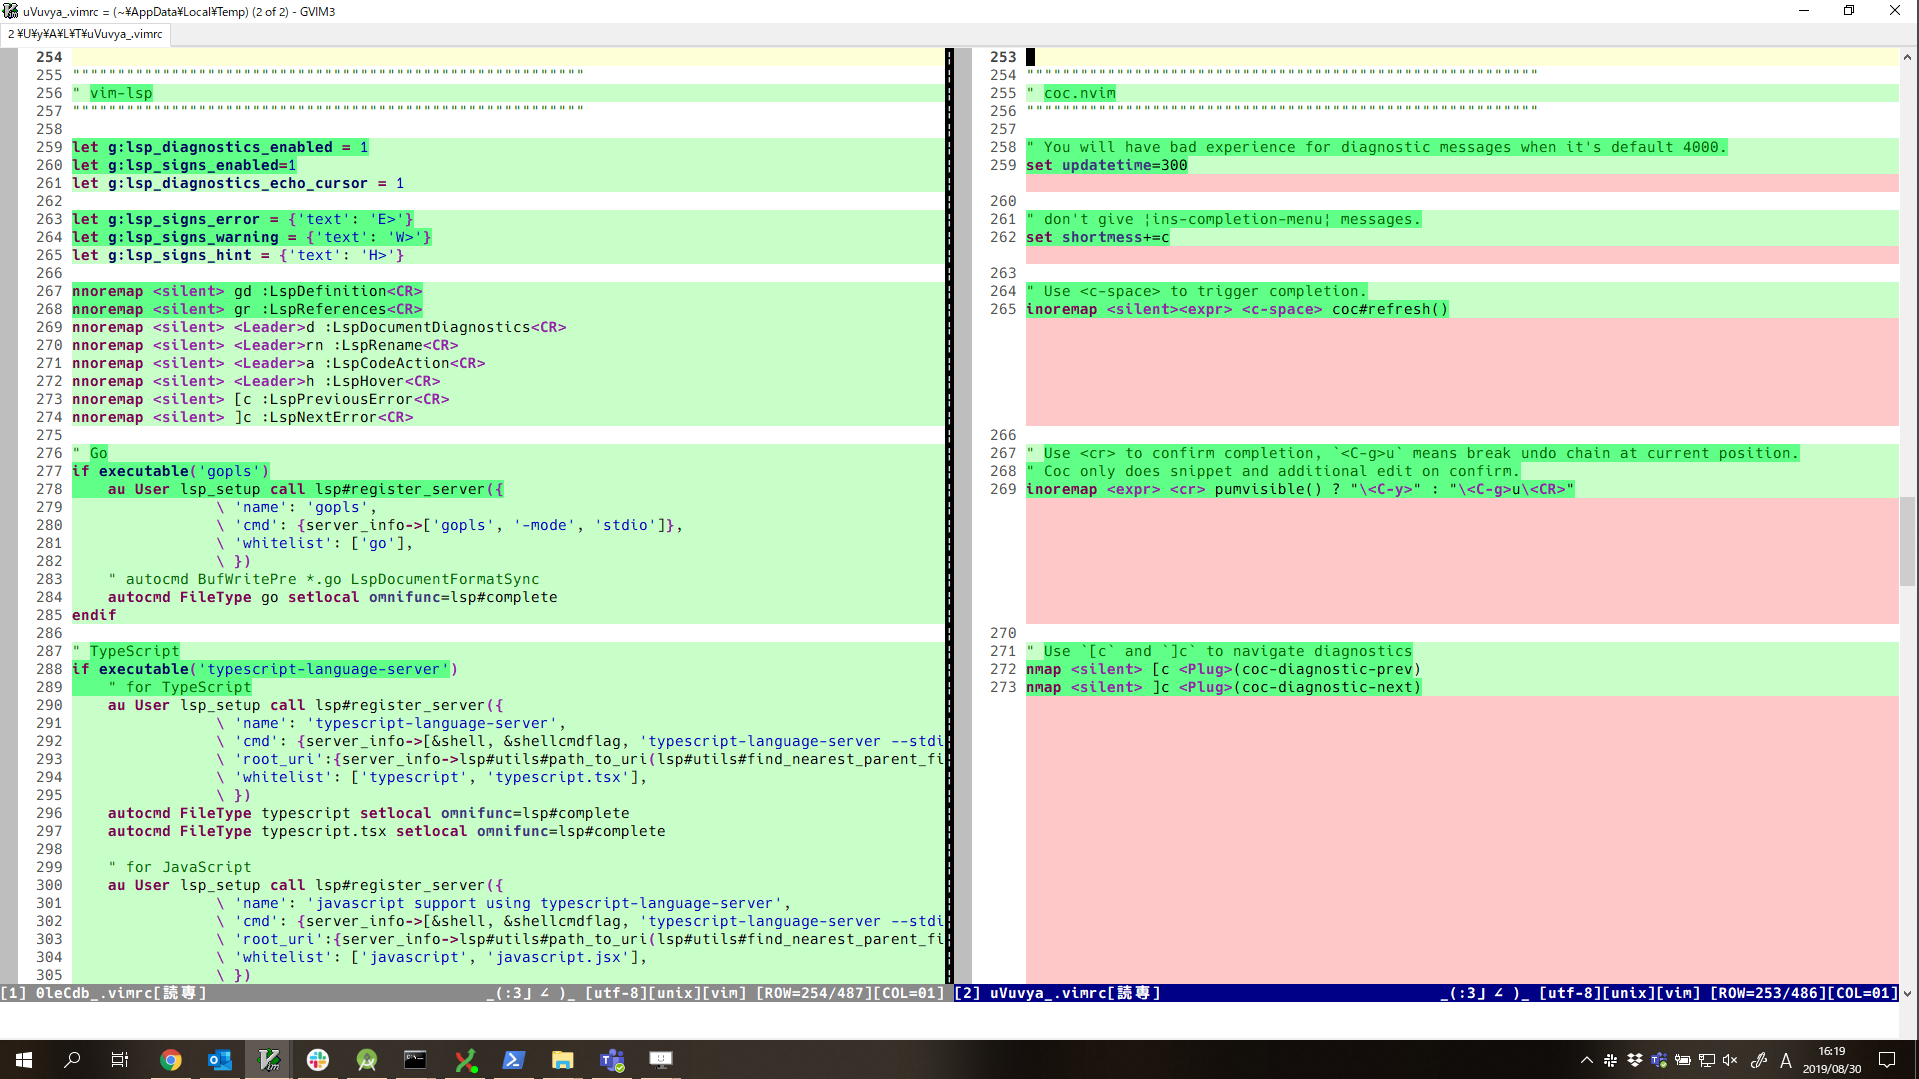 uVuvya_.vimrc = (~¥AppData¥Local¥Temp) (2 of 2) - GVIM3
2 ¥U¥y¥A¥L¥T¥uVuvya_.vimrc
254
255 """""""""""""""""""""""""""""""""""""""""""""""""""""""""
256 " vim-lsp
257 """""""""""""""""""""""""""""""""""""""""""""""""""""""""
258
259 let g:lsp_diagnostics_enabled = 1
260 let g:lsp_signs_enabled=1
261 let g:lsp_diagnostics_echo_cursor = 1
262
263 let g:lsp_signs_error = {'text': 'E>'}
264 let g:lsp_signs_warning = {'text': 'W>'}
265 let g:lsp_signs_hint = {'text': 'H>'}
266
267 nnoremap <silent> gd :LspDefinition<CR>
268 nnoremap <silent> gr :LspReferences<CR>
269 nnoremap <silent> <Leader>d :LspDocumentDiagnostics<CR>
270 nnoremap <silent> <Leader>rn :LspRename<CR>
271 nnoremap <silent> <Leader>a :LspCodeAction<CR>
272 nnoremap <silent> <Leader>h :LspHover<CR>
273 nnoremap <silent> [c :LspPreviousError<CR>
274 nnoremap <silent> ]c :LspNextError<CR>
275
276 " Go
277 if executable('gopls')
278     au User lsp_setup call lsp#register_server({
279                 \ 'name': 'gopls',
280                 \ 'cmd': {server_info->['gopls', '-mode', 'stdio']},
281                 \ 'whitelist': ['go'],
282                 \ })
283     " autocmd BufWritePre *.go LspDocumentFormatSync
284     autocmd FileType go setlocal omnifunc=lsp#complete
285 endif
286
287 " TypeScript
288 if executable('typescript-language-server')
289     " for TypeScript
290     au User lsp_setup call lsp#register_server({
291                 \ 'name': 'typescript-language-server',
292                 \ 'cmd': {server_info->[&shell, &shellcmdflag, 'typescript-language-server --stdi
293                 \ 'root_uri':{server_info->lsp#utils#path_to_uri(lsp#utils#find_nearest_parent_fi
294                 \ 'whitelist': ['typescript', 'typescript.tsx'],
295                 \ })
296     autocmd FileType typescript setlocal omnifunc=lsp#complete
297     autocmd FileType typescript.tsx setlocal omnifunc=lsp#complete
298
299     " for JavaScript
300     au User lsp_setup call lsp#register_server({
301                 \ 'name': 'javascript support using typescript-language-server',
302                 \ 'cmd': {server_info->[&shell, &shellcmdflag, 'typescript-language-server --stdi
303                 \ 'root_uri':{server_info->lsp#utils#path_to_uri(lsp#utils#find_nearest_parent_fi
304                 \ 'whitelist': ['javascript', 'javascript.jsx'],
305                 \ })
[1] 0leCdb_.vimrc[読専] _(:3」∠ )_ [utf-8][unix][vim] [ROW=254/487][COL=01]
253
254 """""""""""""""""""""""""""""""""""""""""""""""""""""""""
255 " coc.nvim
256 """""""""""""""""""""""""""""""""""""""""""""""""""""""""
257
258 " You will have bad experience for diagnostic messages when it's default 4000.
259 set updatetime=300
260
261 " don't give ¦ins-completion-menu¦ messages.
262 set shortmess+=c
263
264 " Use <c-space> to trigger completion.
265 inoremap <silent><expr> <c-space> coc#refresh()
266
267 " Use <cr> to confirm completion, `<C-g>u` means break undo chain at current position.
268 " Coc only does snippet and additional edit on confirm.
269 inoremap <expr> <cr> pumvisible() ? "\<C-y>" : "\<C-g>u\<CR>"
270
271 " Use `[c` and `]c` to navigate diagnostics
272 nmap <silent> [c <Plug>(coc-diagnostic-prev)
273 nmap <silent> ]c <Plug>(coc-diagnostic-next)
[2] uVuvya_.vimrc[読専] _(:3」∠ )_ [utf-8][unix][vim] [ROW=253/486][COL=01]
A
16:19
2019/08/30